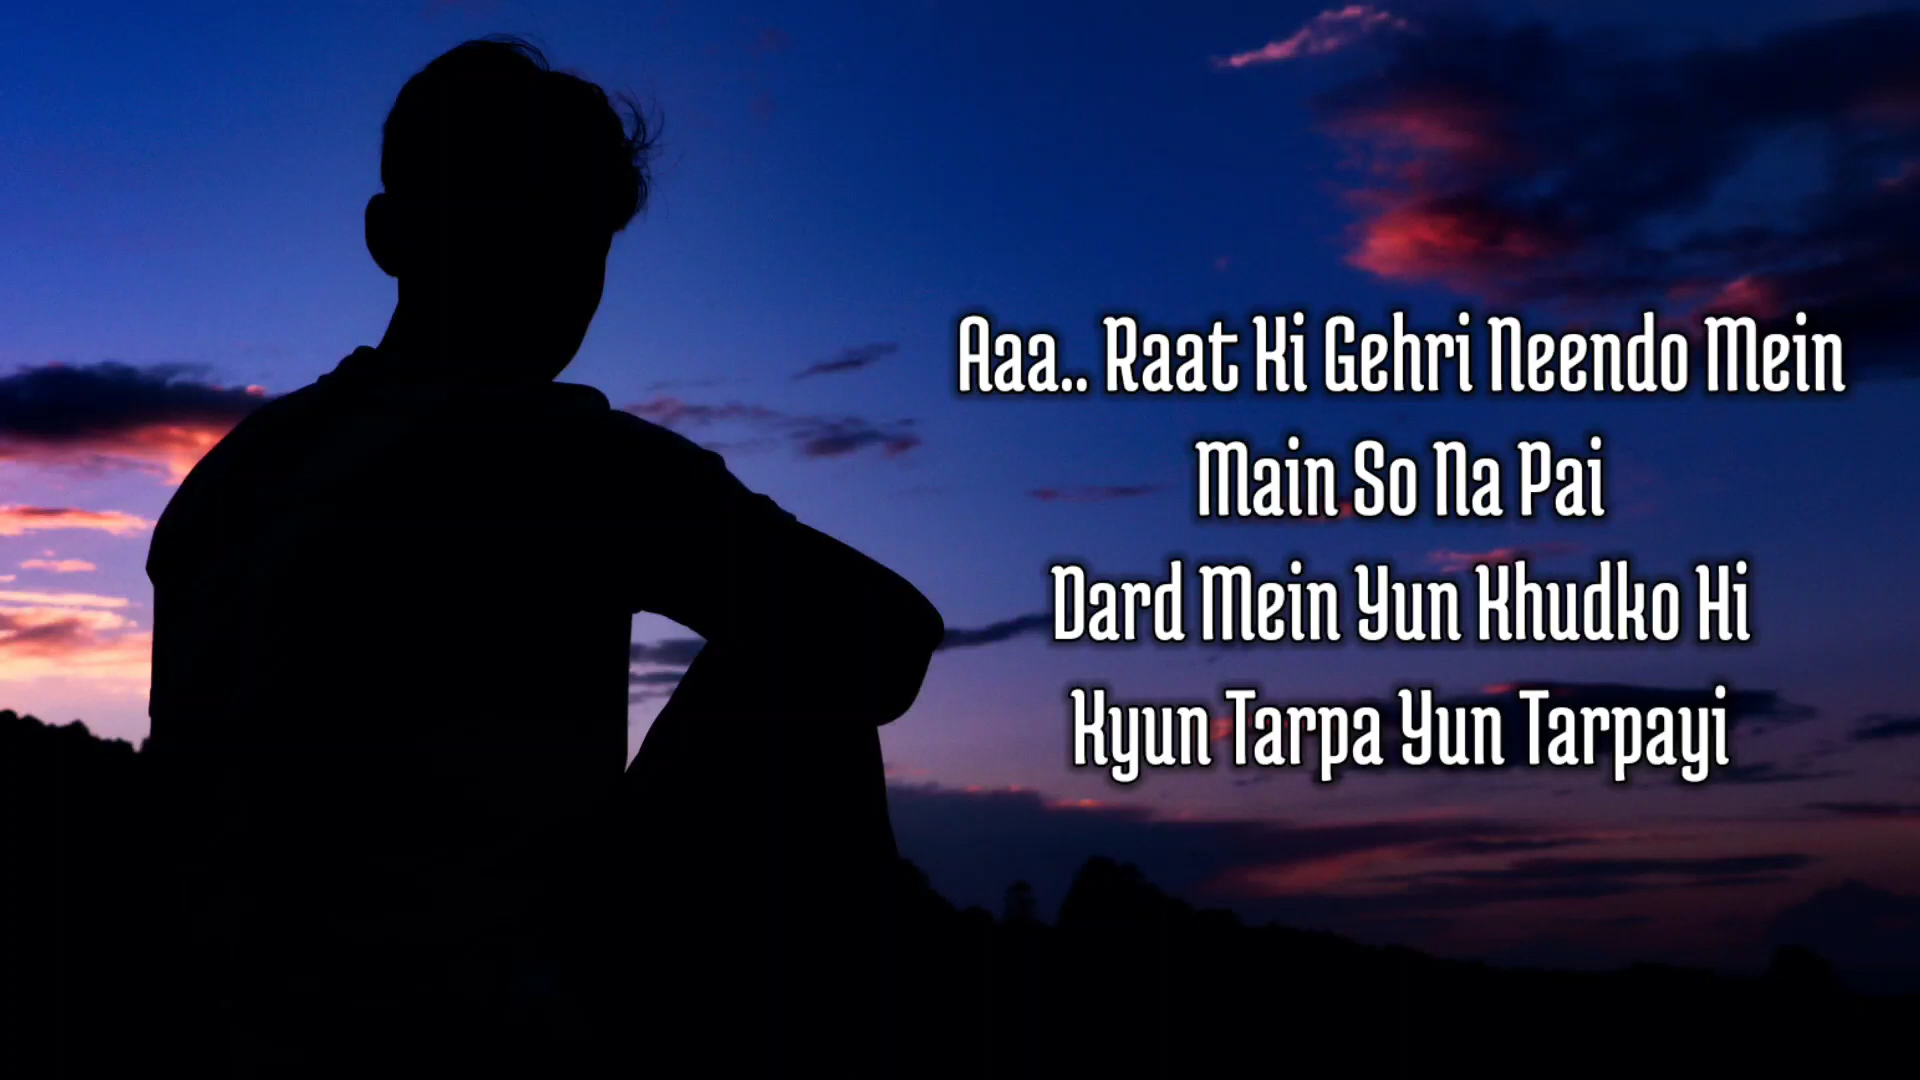 Aaa.. Raat Ki Gehri Neendo Mein
Main So Na Pai
Dard Mein Yun Khudko Hi
Kyun Tarpa Yun Tarpayi